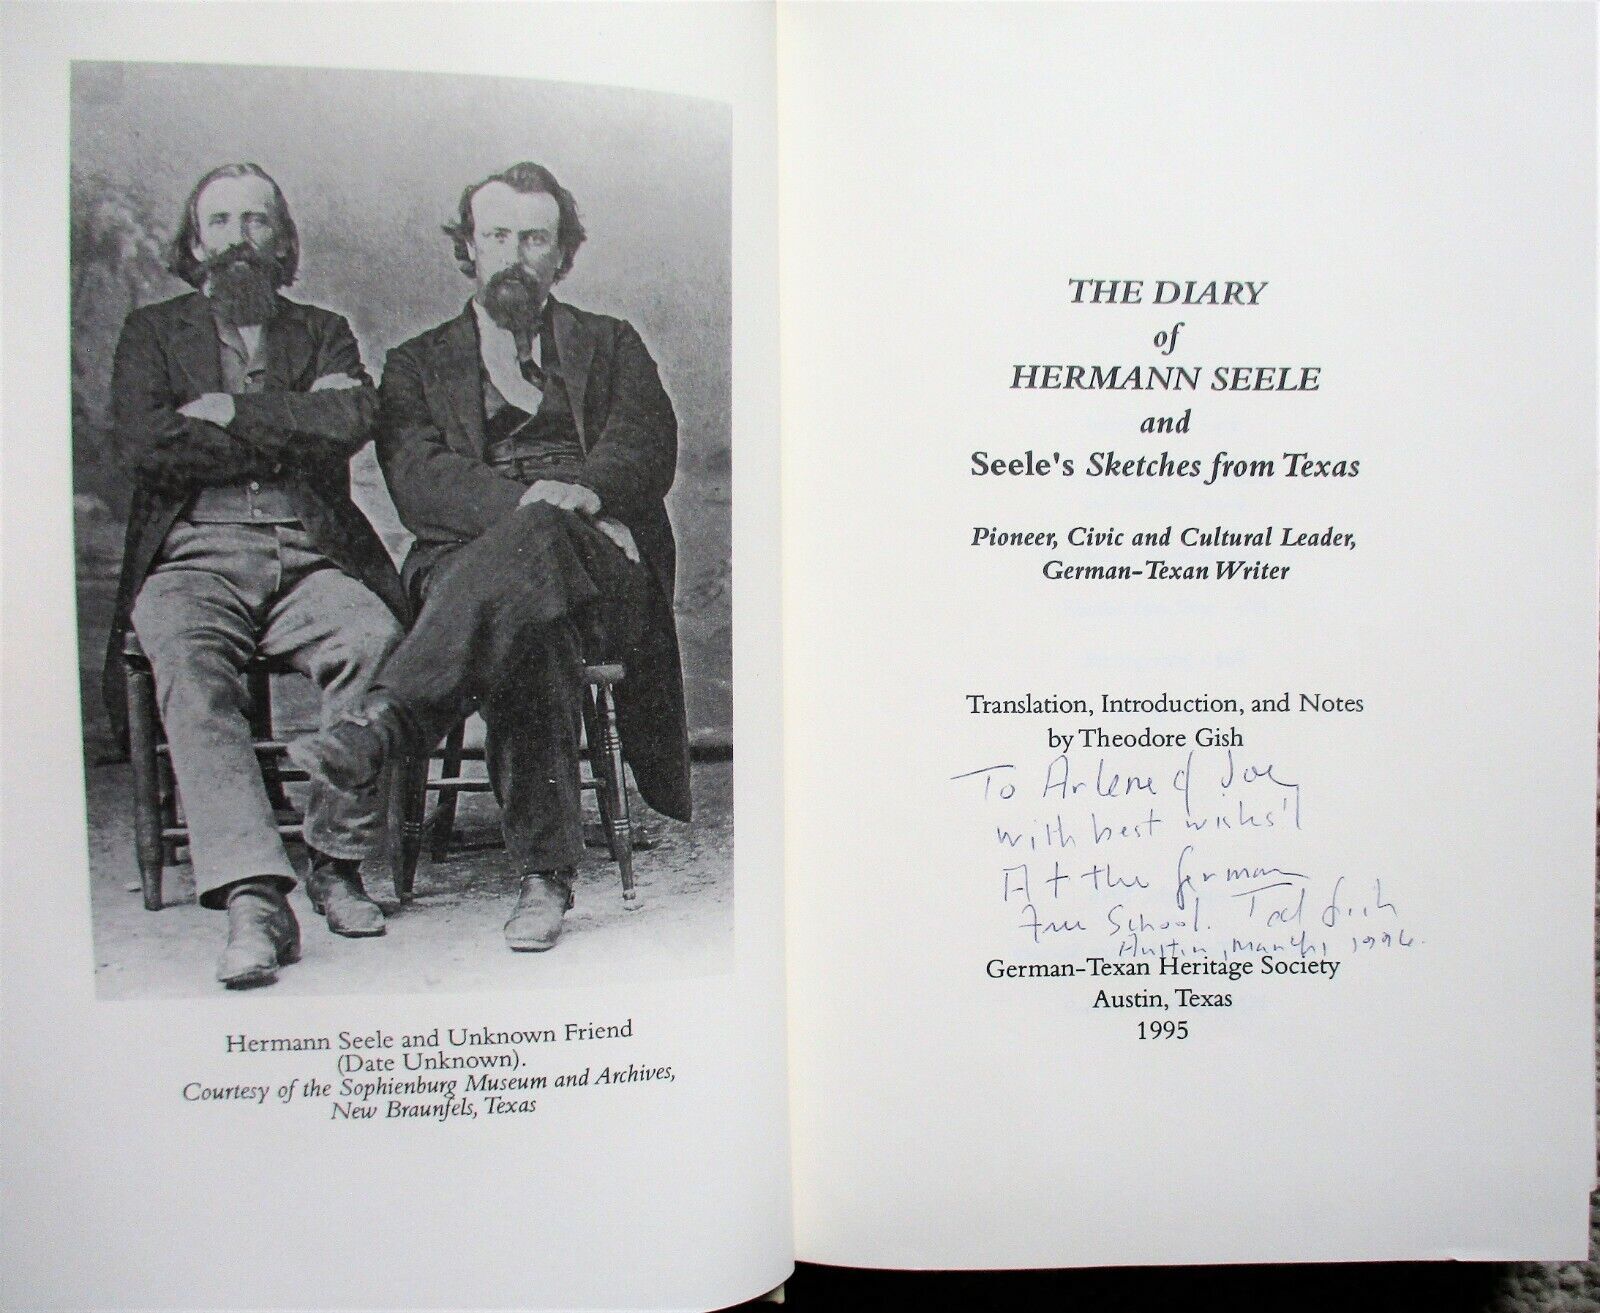 Hermann Seele and Unknown Friend
(Date Unknown).
Courtesy of the Sophienburg Museum and Archives,
New Braunfels, Texas
THE DIARY
of
HERMANN SEELE
and
Seele's Sketches from Texas
Pioneer, Civic and Cultural Leader,
German-Texan Writer
Translation, Introduction, and Notes
by Theodore Gish
To Arlene & Joe
with best wishes!
At the German
Free School. Ted Gish
Austin, March, 1996.
German-Texan Heritage Society
Austin, Texas
1995